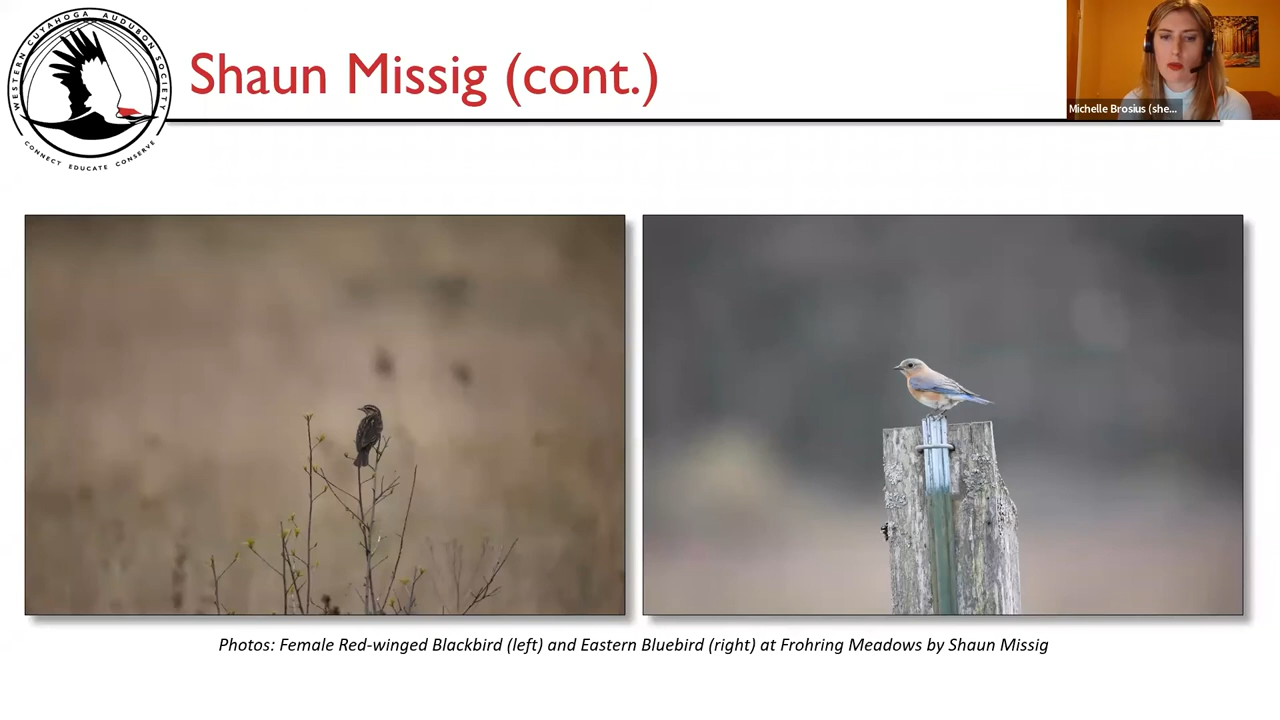 WESTERN CUYAHOGA AUDUBON SOCIETY
CONNECT EDUCATE CONSERVE
Shaun Missig (cont.)
Michelle Brosius (she...
Photos: Female Red-winged Blackbird (left) and Eastern Bluebird (right) at Frohring Meadows by Shaun Missig